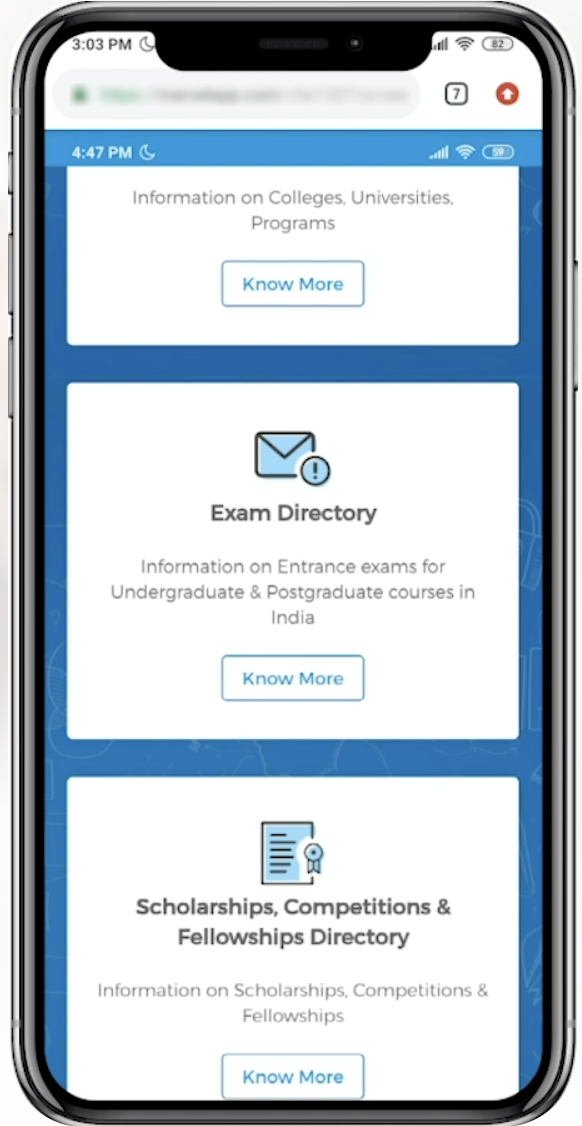 3:03 PM 82
7
4:47 PM 59
Information on Colleges, Universities,
Programs
Know More
Exam Directory
Information on Entrance exams for
Undergraduate & Postgraduate courses in
India
Know More
Scholarships, Competitions &
Fellowships Directory
Information on Scholarships, Competitions &
Fellowships
Know More